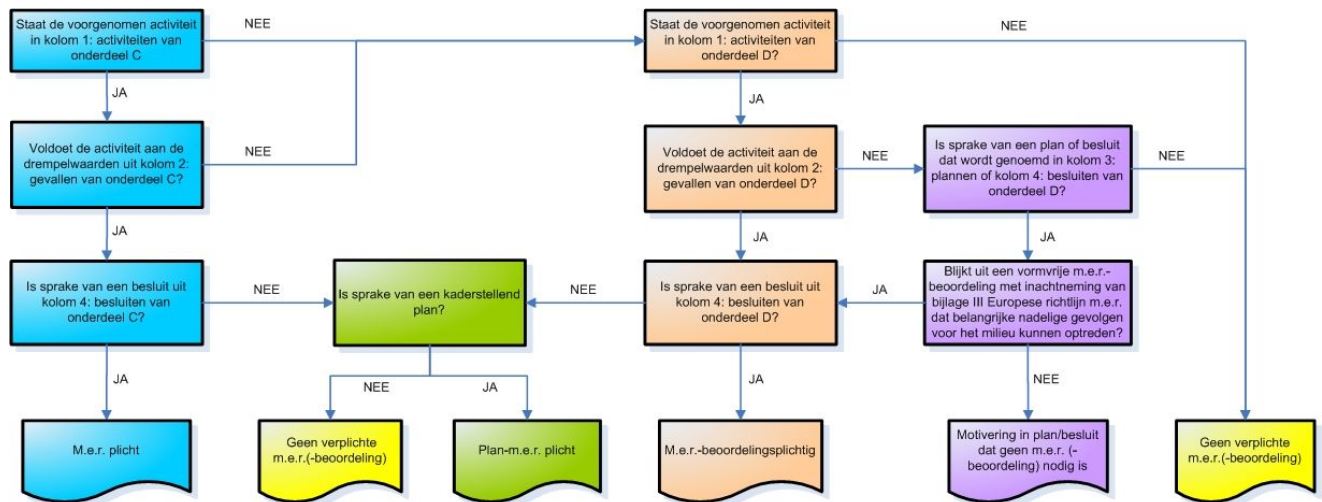 Staat de voorgenomen activiteit
in kolom 1: activiteiten van
onderdeel C
NEE
Staat de voorgenomen activiteit
in kolom 1: activiteiten van
onderdeel D?
NEE
JA
JA
Voldoet de activiteit aan de
drempelwaarden uit kolom 2:
gevallen van onderdeel C?
NEE
Voldoet de activiteit aan de
drempelwaarden uit kolom 2:
gevallen van onderdeel D?
NEE
Is sprake van een plan of besluit
dat wordt genoemd in kolom 3:
plannen of kolom 4: besluiten van
onderdeel D?
NEE
JA
JA
JA
Is sprake van een besluit uit
kolom 4: besluiten van
onderdeel C?
NEE
Is sprake van een kaderstellend
plan?
NEE
Is sprake van een besluit uit
kolom 4: besluiten van
onderdeel D?
JA
Blijkt uit een vormvrije m.e.r.-
beoordeling met inachtneming van
bijlage III Europese richtlijn m.e.r.
dat belangrijke nadelige gevolgen
voor het milieu kunnen optreden?
JA
NEE
JA
JA
NEE
M.e.r. plicht
Geen verplichte
m.e.r.(-beoordeling)
Plan-m.e.r. plicht
M.e.r.-beoordelingsplichtig
Motivering in plan/besluit
dat geen m.e.r. (-
beoordeling) nodig is
Geen verplichte
m.e.r.(-beoordeling)